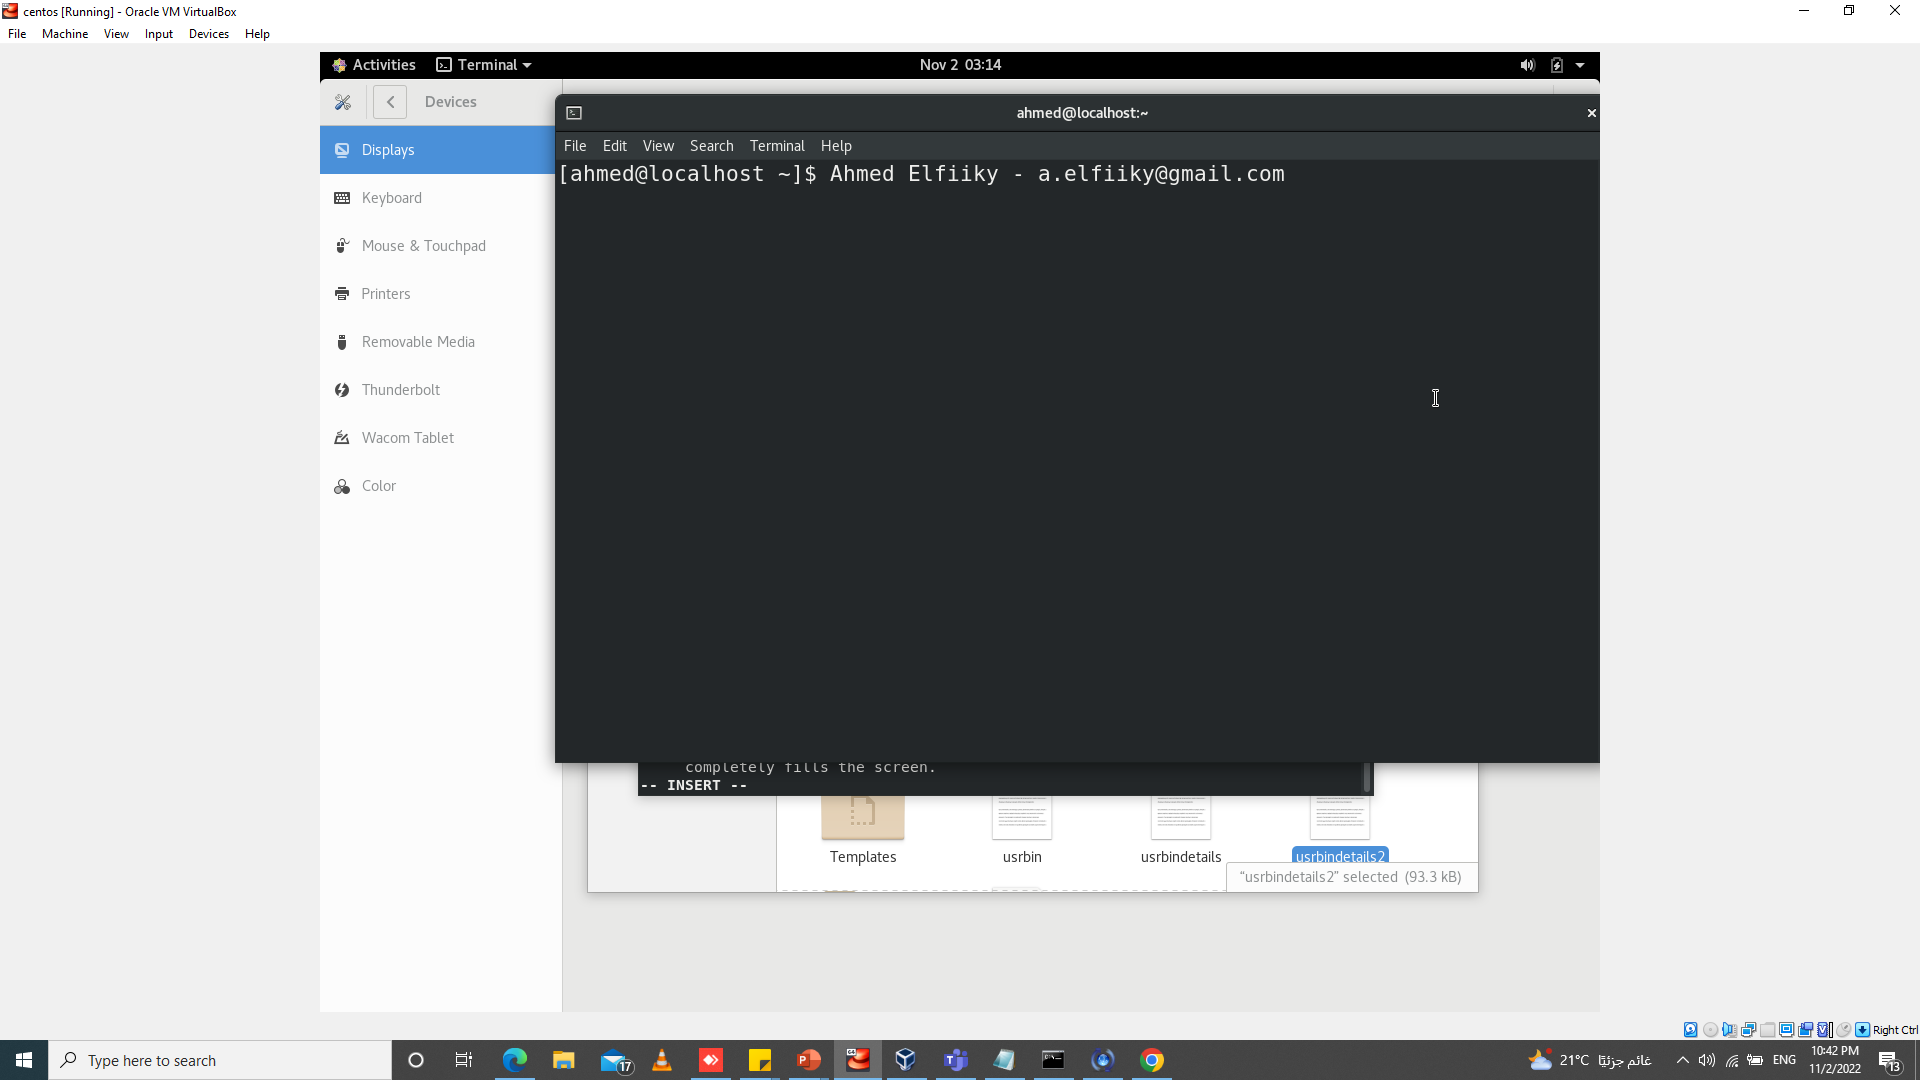 centos [Running] - Oracle VM VirtualBox
File Machine View Input Devices Help
Activities Terminal Nov 2 03:14
Devices
Displays
Keyboard
Mouse & Touchpad
Printers
Removable Media
Thunderbolt
Wacom Tablet
Color
ahmed@localhost:~
File Edit View Search Terminal Help
[ahmed@localhost ~]$ Ahmed Elfiiky - a.elfiiky@gmail.com
completely fills the screen.
-- INSERT --
Templates usrbin usrbindetails usrbindetails2
“usrbindetails2” selected (93.3 kB)
Right Ctrl
Type here to search
17
21°C غائم جزئيًا
ENG
10:42 PM
11/2/2022
13